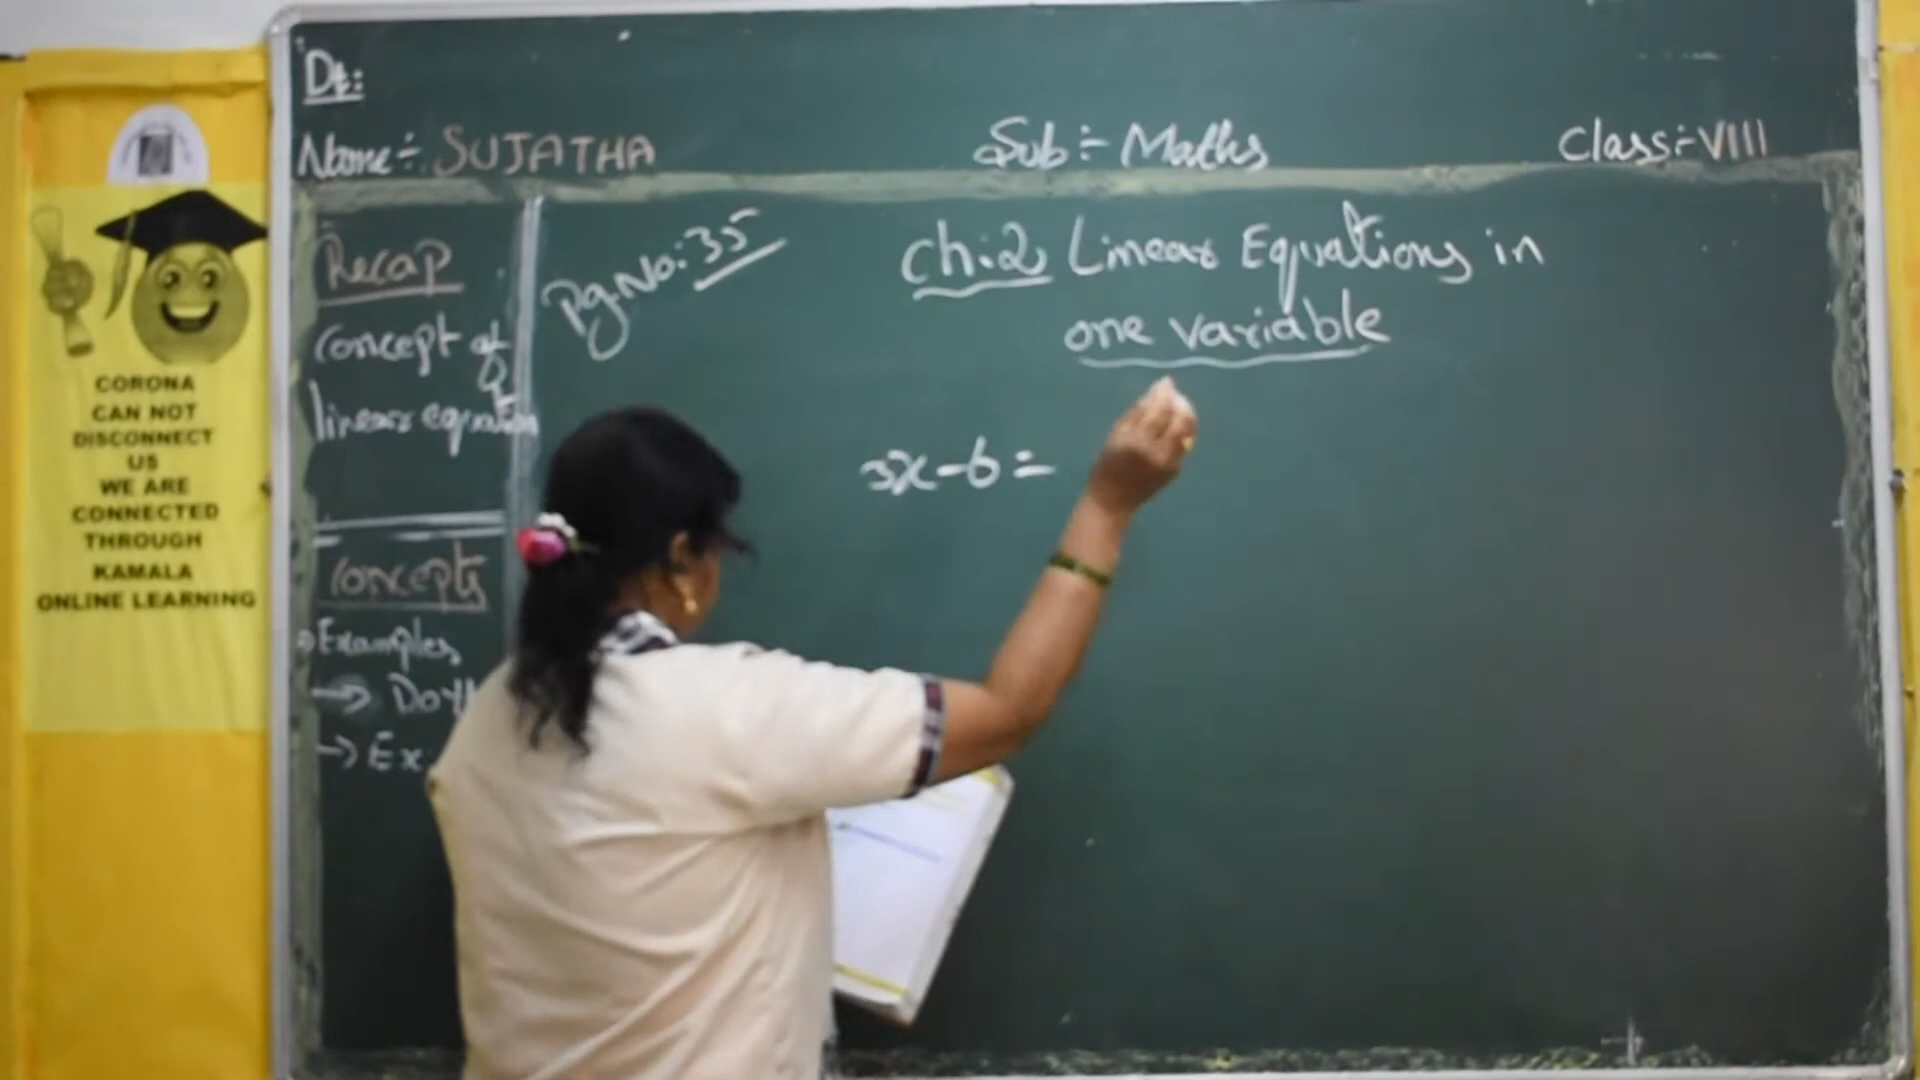 Dt:
Name:- SUJATHA
Sub:- Maths
Class:- VIII
Recap
concept of
linear equation
Concepts
Examples
→ Do
→ Ex
Pg.No: 35
Ch:2 Linear Equations in
one variable
3x-6=
CORONA
CAN NOT
DISCONNECT
US
WE ARE
CONNECTED
THROUGH
KAMALA
ONLINE LEARNING